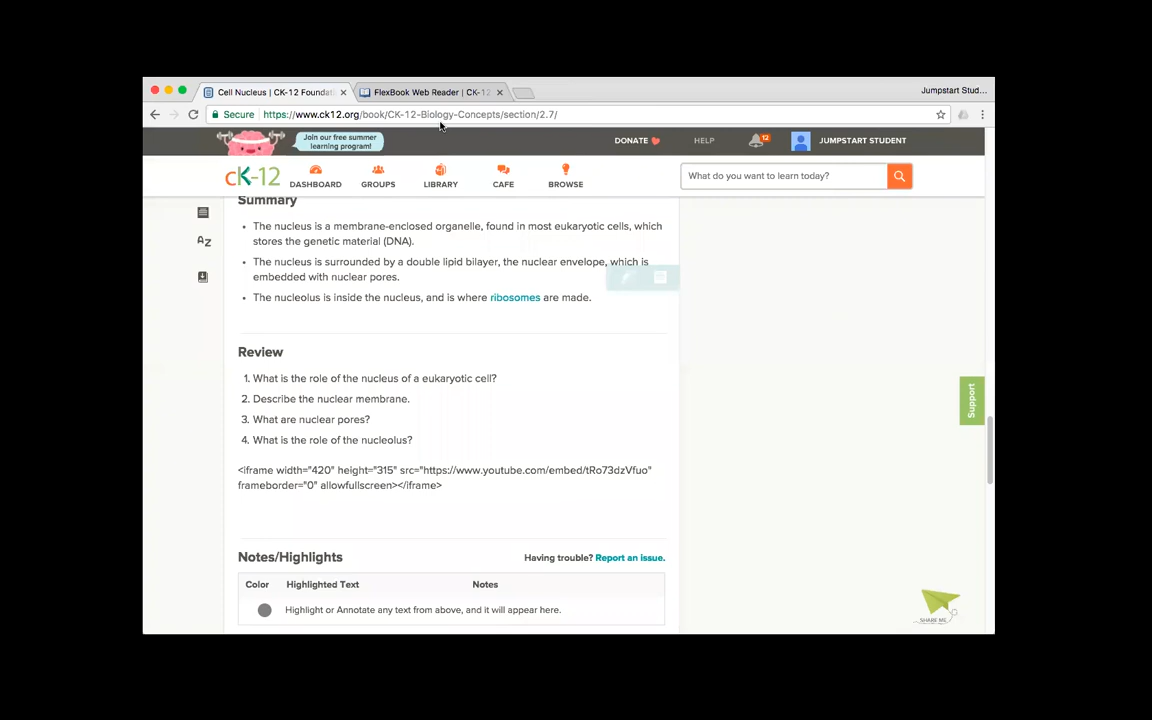 Cell Nucleus | CK-12 Foundati
FlexBook Web Reader | CK-12
Jumpstart Stud...
Secure https://www.ck12.org/book/CK-12-Biology-Concepts/section/2.7/
Join our free summer
learning program!
DONATE
HELP
12
JUMPSTART STUDENT
cK-12
DASHBOARD
GROUPS
LIBRARY
CAFE
BROWSE
What do you want to learn today?
Summary
AZ
• The nucleus is a membrane-enclosed organelle, found in most eukaryotic cells, which
stores the genetic material (DNA).
• The nucleus is surrounded by a double lipid bilayer, the nuclear envelope, which is
embedded with nuclear pores.
• The nucleolus is inside the nucleus, and is where ribosomes are made.
Review
1. What is the role of the nucleus of a eukaryotic cell?
2. Describe the nuclear membrane.
3. What are nuclear pores?
4. What is the role of the nucleolus?
Support
<iframe width="420" height="315" src="https://www.youtube.com/embed/tRo73dzVfuo"
frameborder="0" allowfullscreen></iframe>
Notes/Highlights
Having trouble? Report an issue.
Color Highlighted Text Notes
Highlight or Annotate any text from above, and it will appear here.
SHARE ME